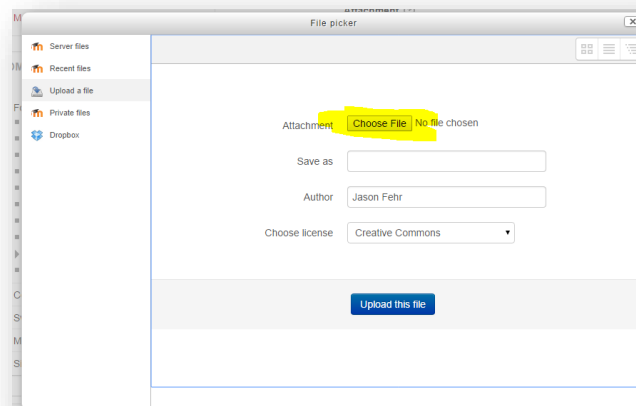 Attachment
File picker
Server files
Recent files
Upload a file
Private files
Dropbox
Attachment Choose File No file chosen
Save as
Author Jason Fehr
Choose license Creative Commons
Upload this file